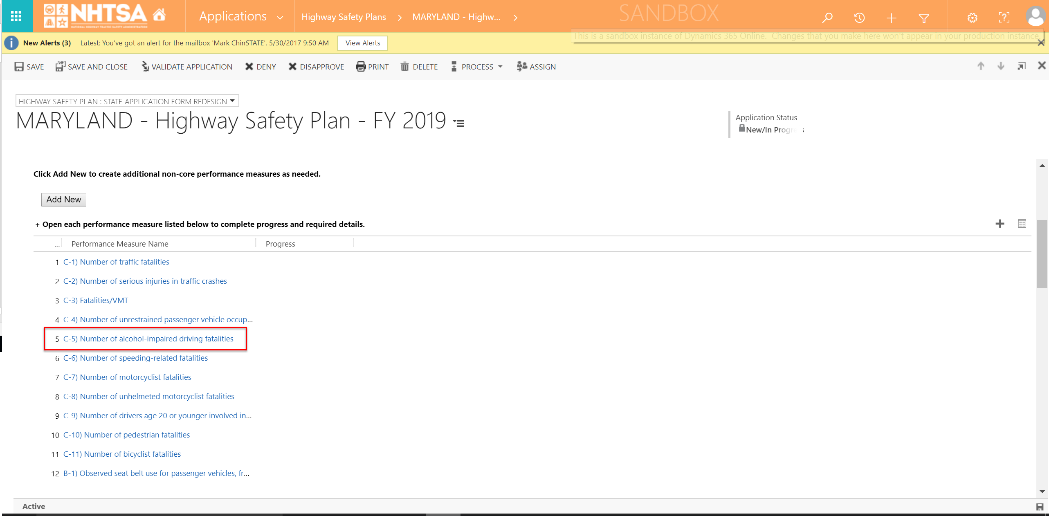 NHTSA Applications Highway Safety Plans MARYLAND - Highw... SANDBOX
This is a sandbox instance of Dynamics 365 Online. Changes that you make here won't appear in your production instance.
New Alerts (3) Latest: You've got an alert for the mailbox 'Mark ChinSTATE', 5/30/2017 9:50 AM View Alerts
SAVE SAVE AND CLOSE VALIDATE APPLICATION DENY DISAPPROVE PRINT DELETE PROCESS ASSIGN
HIGHWAY SAFETY PLAN : STATE APPLICATION FORM REDESIGN
MARYLAND - Highway Safety Plan - FY 2019
Application Status
New/In Progr
Click Add New to create additional non-core performance measures as needed.
Add New
+ Open each performance measure listed below to complete progress and required details.
... Performance Measure Name Progress
1 C-1) Number of traffic fatalities
2 C-2) Number of serious injuries in traffic crashes
3 C-3) Fatalities/VMT
4 C-4) Number of unrestrained passenger vehicle occup...
5 C-5) Number of alcohol-impaired driving fatalities
6 C-6) Number of speeding-related fatalities
7 C-7) Number of motorcyclist fatalities
8 C-8) Number of unhelmeted motorcyclist fatalities
9 C-9) Number of drivers age 20 or younger involved in...
10 C-10) Number of pedestrian fatalities
11 C-11) Number of bicyclist fatalities
12 B-1) Observed seat belt use for passenger vehicles, fr...
Active